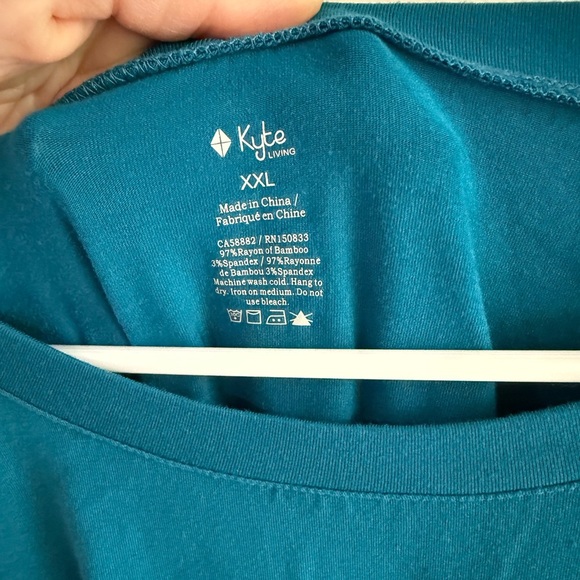 Kyte
LIVING
XXL
Made in China /
Fabriqué en Chine
CA58882 / RN150833
97%Rayon of Bamboo
3%Spandex / 97%Rayonne
de Bambou 3%Spandex
Machine wash cold. Hang to
dry. Iron on medium. Do not
use bleach.